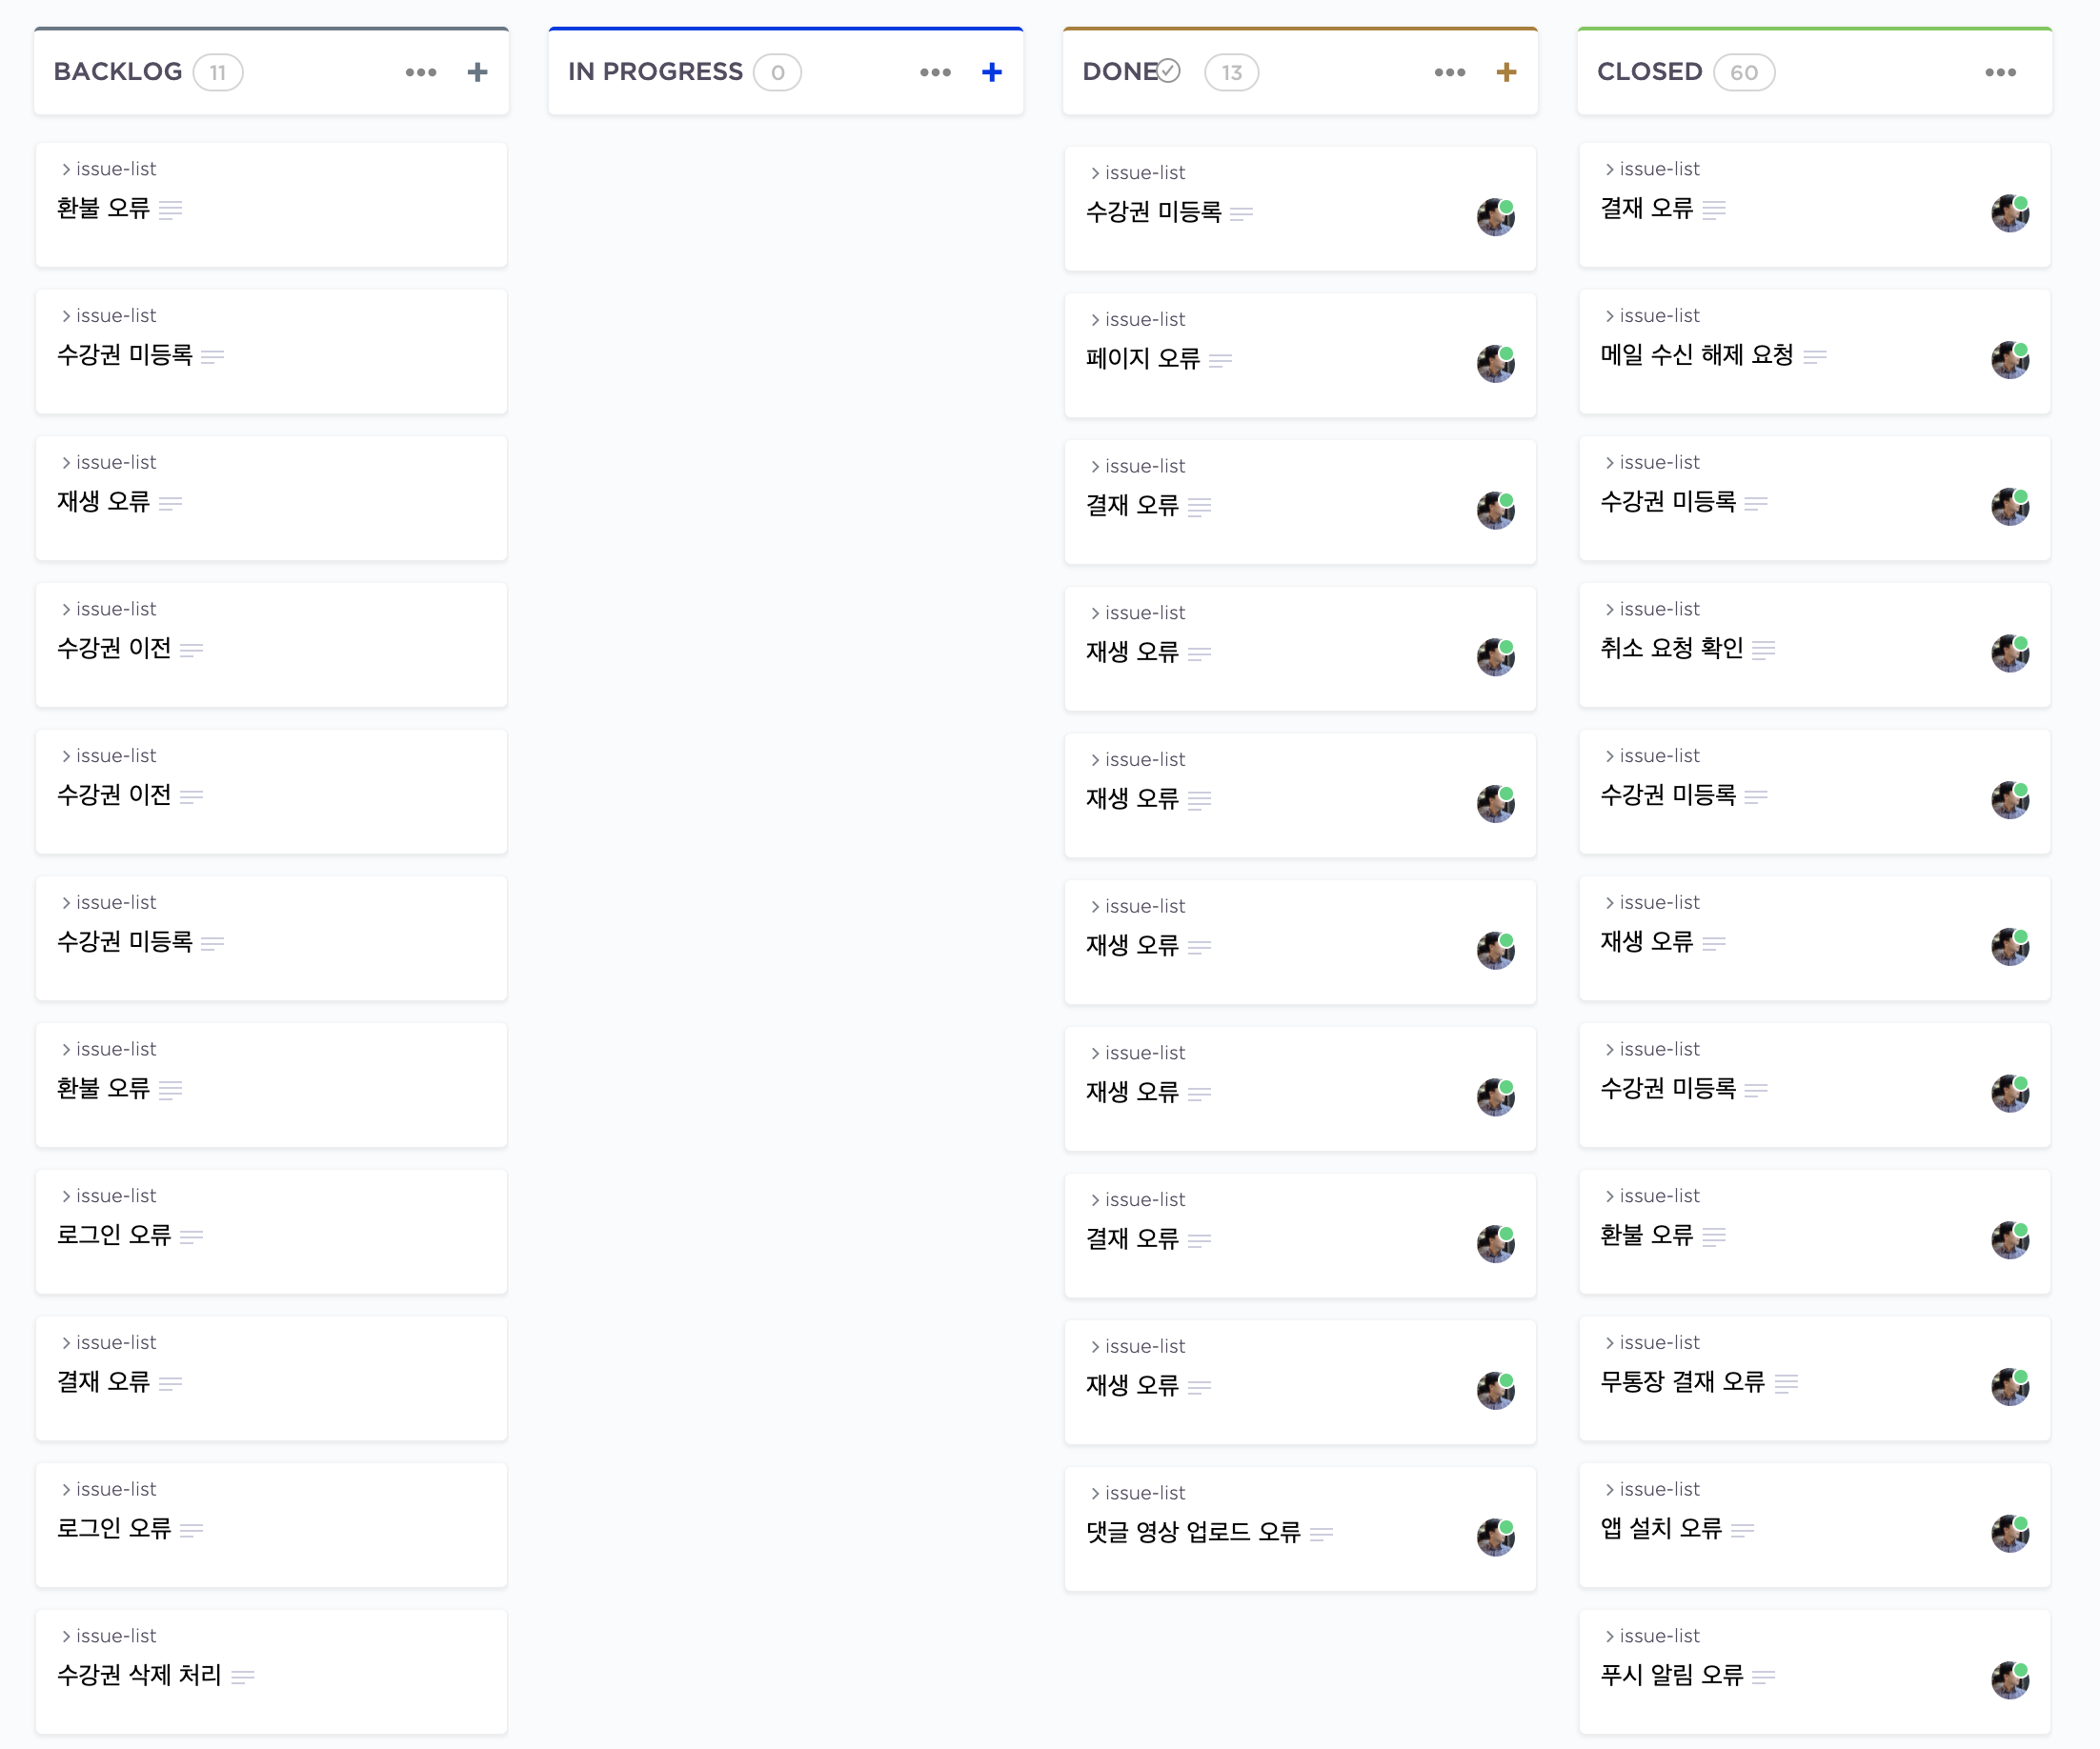 BACKLOG 11
issue-list
환불 오류
issue-list
수강권 미등록
issue-list
재생 오류
issue-list
수강권 이전
issue-list
수강권 이전
issue-list
수강권 미등록
issue-list
환불 오류
issue-list
로그인 오류
issue-list
결재 오류
issue-list
로그인 오류
issue-list
수강권 삭제 처리
IN PROGRESS 0
DONE 13
issue-list
수강권 미등록
issue-list
페이지 오류
issue-list
결재 오류
issue-list
재생 오류
issue-list
재생 오류
issue-list
재생 오류
issue-list
재생 오류
issue-list
결재 오류
issue-list
재생 오류
issue-list
댓글 영상 업로드 오류
CLOSED 60
issue-list
결재 오류
issue-list
메일 수신 해제 요청
issue-list
수강권 미등록
issue-list
취소 요청 확인
issue-list
수강권 미등록
issue-list
재생 오류
issue-list
수강권 미등록
issue-list
환불 오류
issue-list
무통장 결재 오류
issue-list
앱 설치 오류
issue-list
푸시 알림 오류